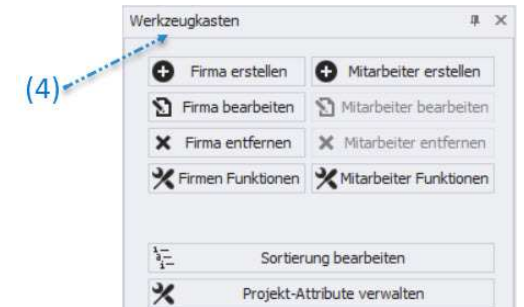 Werkzeugkasten
(4)
Firma erstellen Mitarbeiter erstellen
Firma bearbeiten Mitarbeiter bearbeiten
Firma entfernen Mitarbeiter entfernen
Firmen Funktionen Mitarbeiter Funktionen
Sortierung bearbeiten
Projekt-Attribute verwalten